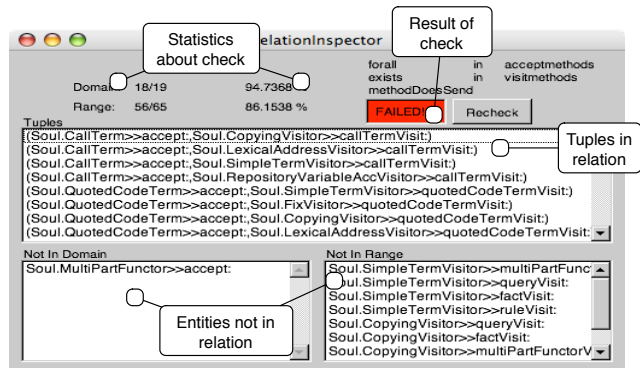 Statistics
about check
RelationInspector
Result of
check
Domain: 18/19 94.7368
Range: 56/65 86.1538 %
forall in acceptmethods
exists in visitmethods
methodDoesSend
FAILED!
Recheck
Tuples
(Soul.CallTerm>>accept:,Soul.CopyingVisitor>>callTermVisit:)
(Soul.CallTerm>>accept:,Soul.LexicalAddressVisitor>>callTermVisit:)
(Soul.CallTerm>>accept:,Soul.SimpleTermVisitor>>callTermVisit:)
(Soul.CallTerm>>accept:,Soul.RepositoryVariableAccVisitor>>callTermVisit:)
(Soul.QuotedCodeTerm>>accept:,Soul.SimpleTermVisitor>>quotedCodeTermVisit:)
(Soul.QuotedCodeTerm>>accept:,Soul.FixVisitor>>quotedCodeTermVisit:)
(Soul.QuotedCodeTerm>>accept:,Soul.CopyingVisitor>>quotedCodeTermVisit:)
(Soul.QuotedCodeTerm>>accept:,Soul.LexicalAddressVisitor>>quotedCodeTermVisit:
Tuples in
relation
Not In Domain
Soul.MultiPartFunctor>>accept:
Not In Range
Soul.SimpleTermVisitor>>multiPartFunct
Soul.SimpleTermVisitor>>queryVisit:
Soul.SimpleTermVisitor>>factVisit:
Soul.SimpleTermVisitor>>ruleVisit:
Soul.CopyingVisitor>>queryVisit:
Soul.CopyingVisitor>>factVisit:
Soul.CopyingVisitor>>multiPartFunctorV
Entities not in
relation